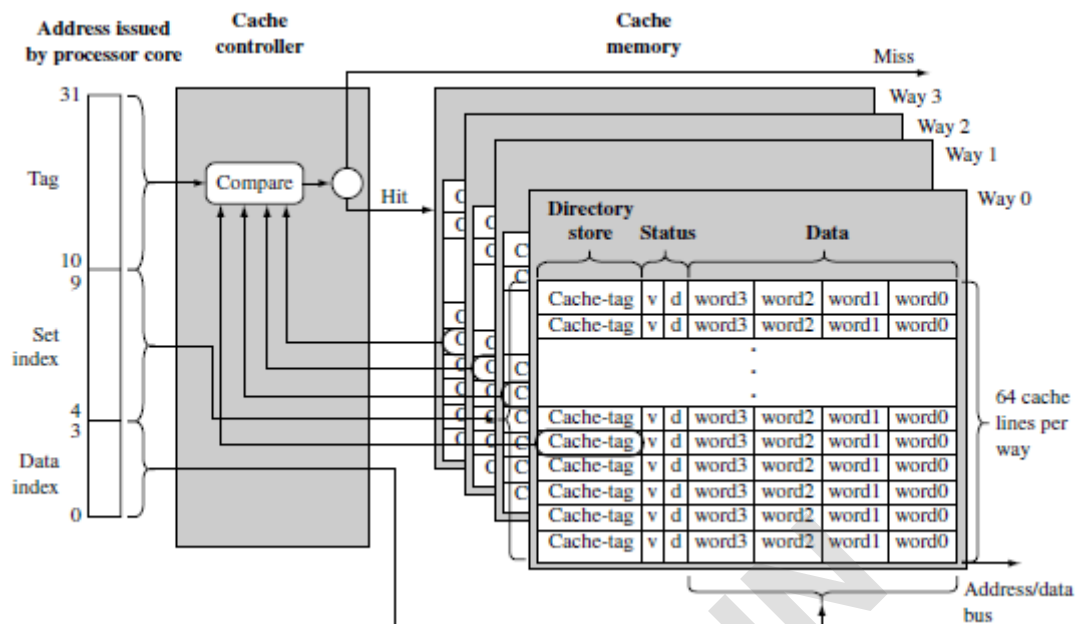 Address issued
by processor core
Cache
controller
Cache
memory
Miss
31
Way 3
Way 2
Way 1
Way 0
Tag
Compare
Hit
Directory
store
Status
Data
10
9
Cache-tag v d word3 word2 word1 word0
Cache-tag v d word3 word2 word1 word0
Set
index
4
3
64 cache
lines per
way
Cache-tag v d word3 word2 word1 word0
Cache-tag v d word3 word2 word1 word0
Cache-tag v d word3 word2 word1 word0
Cache-tag v d word3 word2 word1 word0
Cache-tag v d word3 word2 word1 word0
Cache-tag v d word3 word2 word1 word0
Data
index
0
Address/data
bus